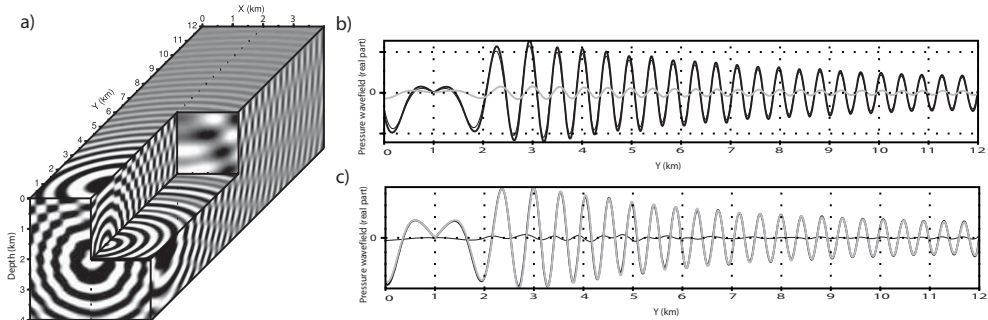 a)
X (km)
0 1 2 3
12
11
10
9
8
7
6
5
4
3
2
1
Y (km)
0
1
2
3
4
Depth (km)
b)
Pressure wavefield (real part)
0
0 1 2 3 4 5 6 7 8 9 10 11 12
Y (km)
c)
Pressure wavefield (real part)
0
0 1 2 3 4 5 6 7 8 9 10 11 12
Y (km)